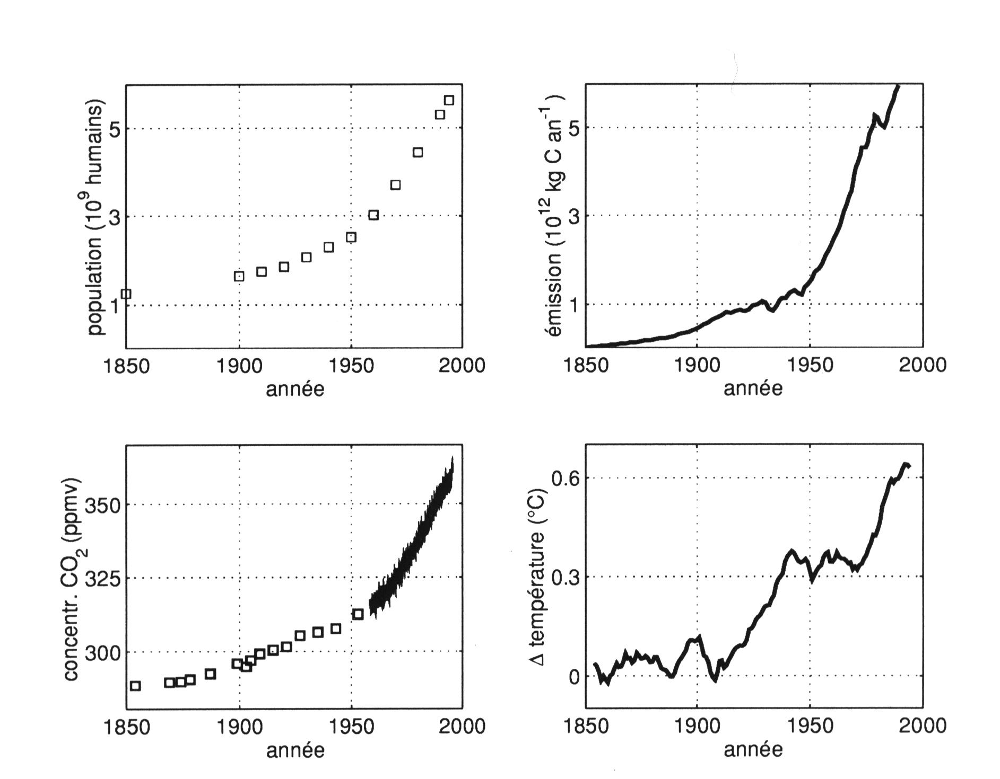 population (10⁹ humains)
5
3
1
1850 1900 1950 2000
année
émission (10¹² kg C an⁻¹ )
5
3
1
1850 1900 1950 2000
année
concentr. CO₂ (ppmv)
350
325
300
1850 1900 1950 2000
année
Δ température (°C)
0.6
0.3
0
1850 1900 1950 2000
année